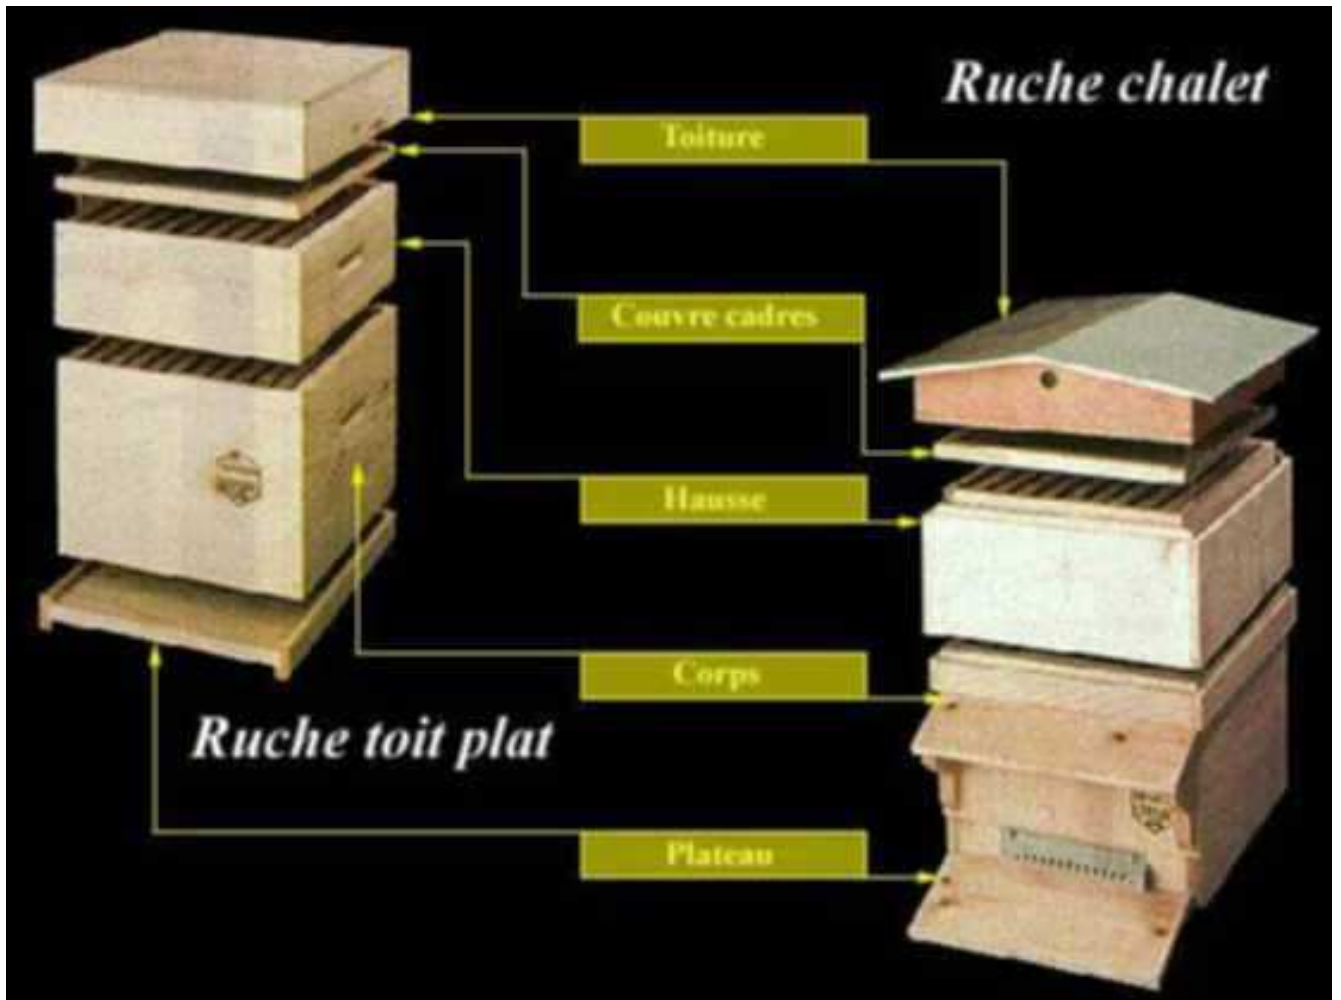 Ruche chalet
Toiture
Couvre cadres
Hausse
Corps
Ruche toit plat
Plateau